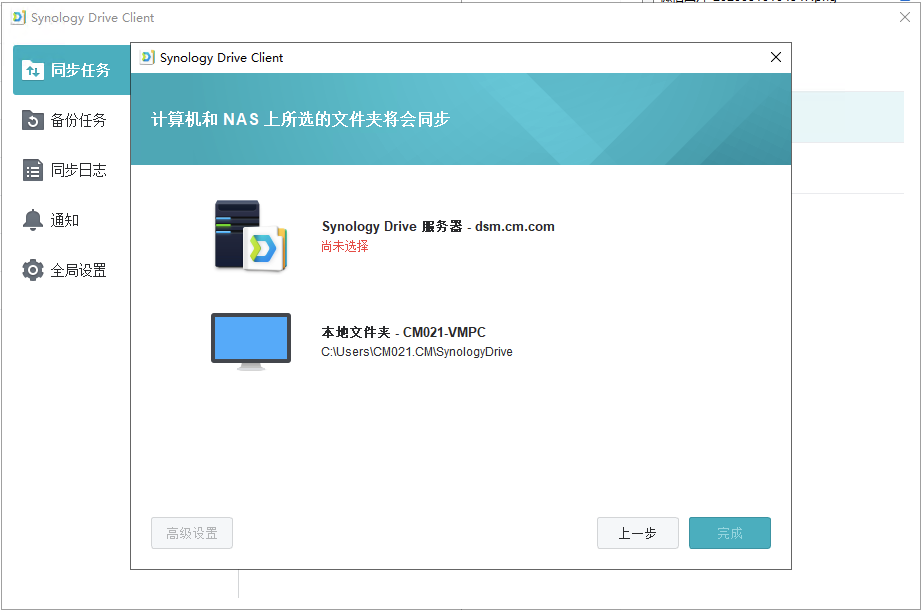 Synology Drive Client
同步任务
备份任务
同步日志
通知
全局设置
Synology Drive Client
计算机和 NAS 上所选的文件夹将会同步
Synology Drive 服务器 - dsm.cm.com
尚未选择
本地文件夹 - CM021-VMPC
C:\Users\CM021.CM\SynologyDrive
高级设置
上一步
完成